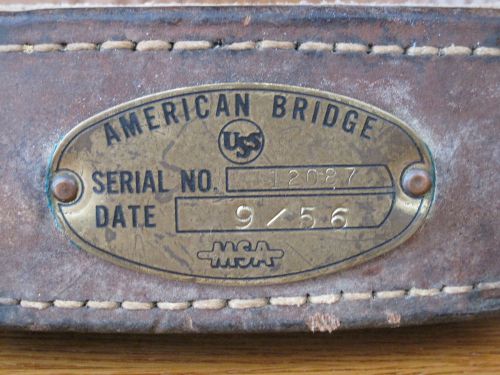 AMERICAN BRIDGE
USS
SERIAL NO. 12087
DATE 9/56
MSA